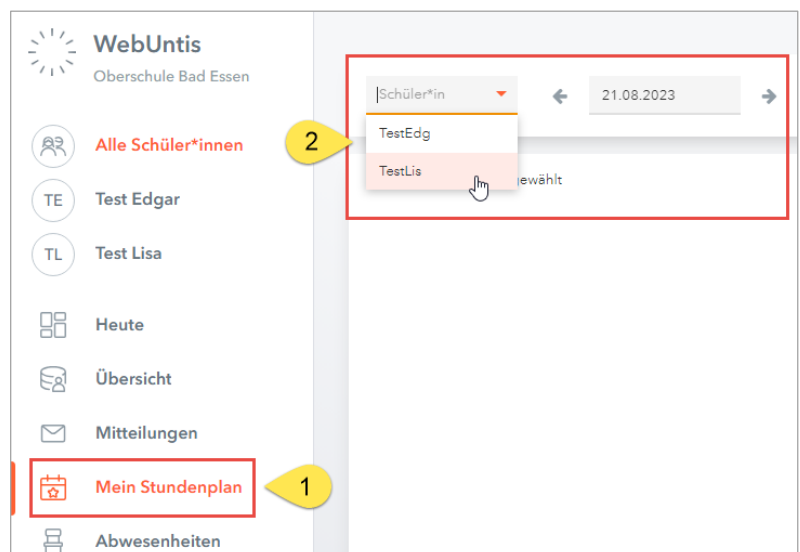 WebUntis
Oberschule Bad Essen
Alle Schüler*innen
TE Test Edgar
TL Test Lisa
Heute
Übersicht
Mitteilungen
Mein Stundenplan
1
Abwesenheiten
2
Schüler*in
21.08.2023
TestEdg
TestLis